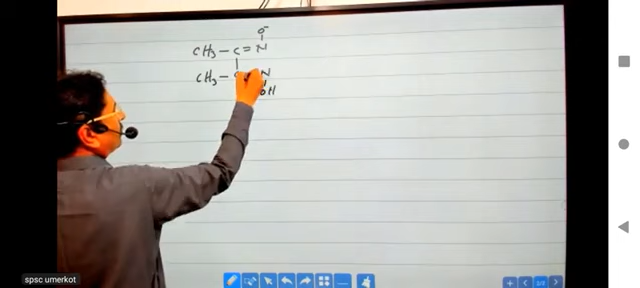 O⁻
CH₃ – C = N
CH₃ – C N
OH
spsc umerkot